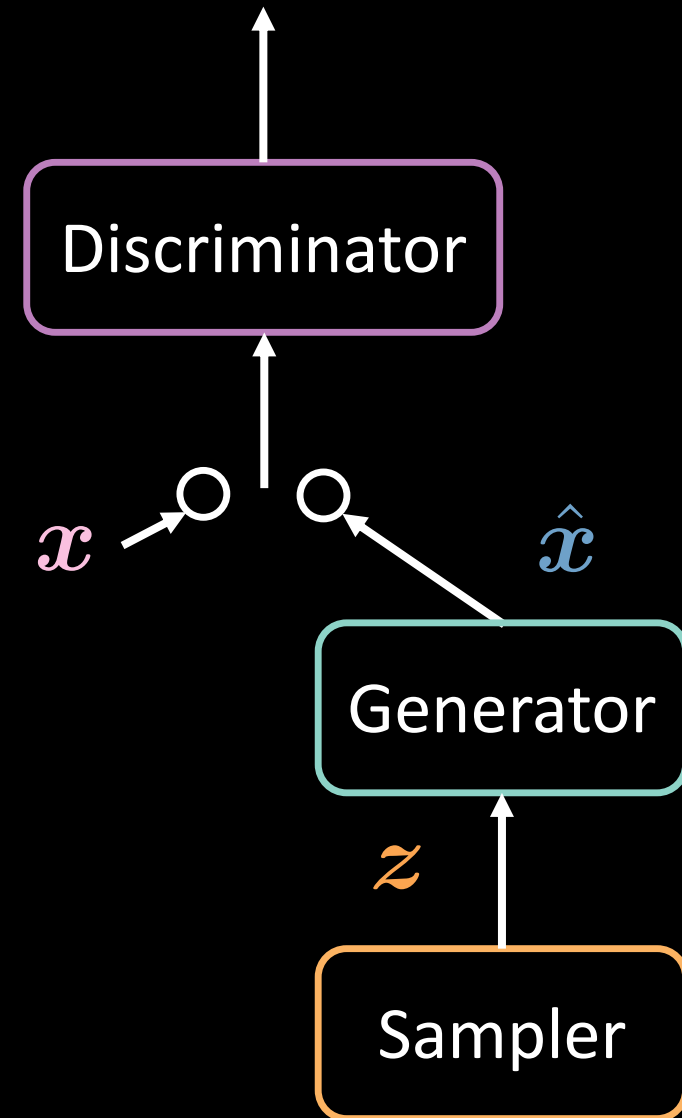 Discriminator
x
x̂
Generator
z
Sampler